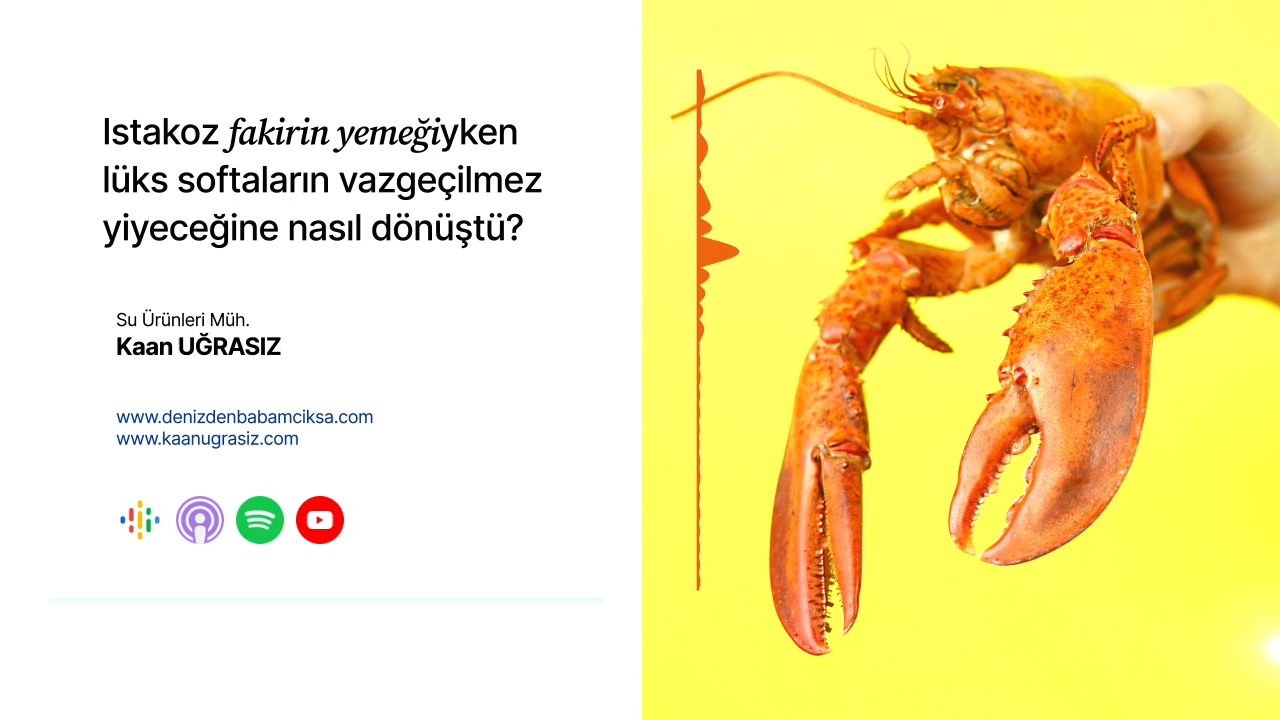 Istakoz fakirin yemeğiyken
lüks softaların vazgeçilmez
yiyeceğine nasıl dönüştü?
Su Ürünleri Müh.
Kaan UĞRASIZ
www.denizdenbabamciksa.com
www.kaanugrasiz.com